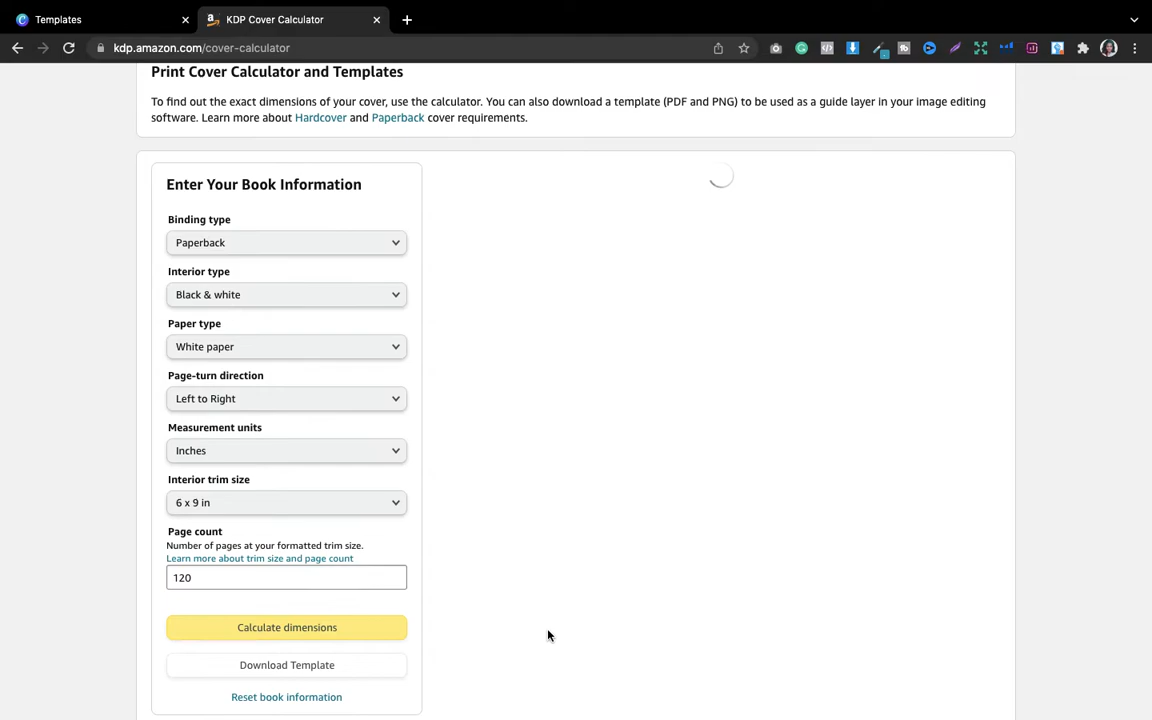 Templates
KDP Cover Calculator
kdp.amazon.com/cover-calculator
Print Cover Calculator and Templates
To find out the exact dimensions of your cover, use the calculator. You can also download a template (PDF and PNG) to be used as a guide layer in your image editing
software. Learn more about Hardcover and Paperback cover requirements.
Enter Your Book Information
Binding type
Paperback
Interior type
Black & white
Paper type
White paper
Page-turn direction
Left to Right
Measurement units
Inches
Interior trim size
6 x 9 in
Page count
Number of pages at your formatted trim size.
Learn more about trim size and page count
120
Calculate dimensions
Download Template
Reset book information